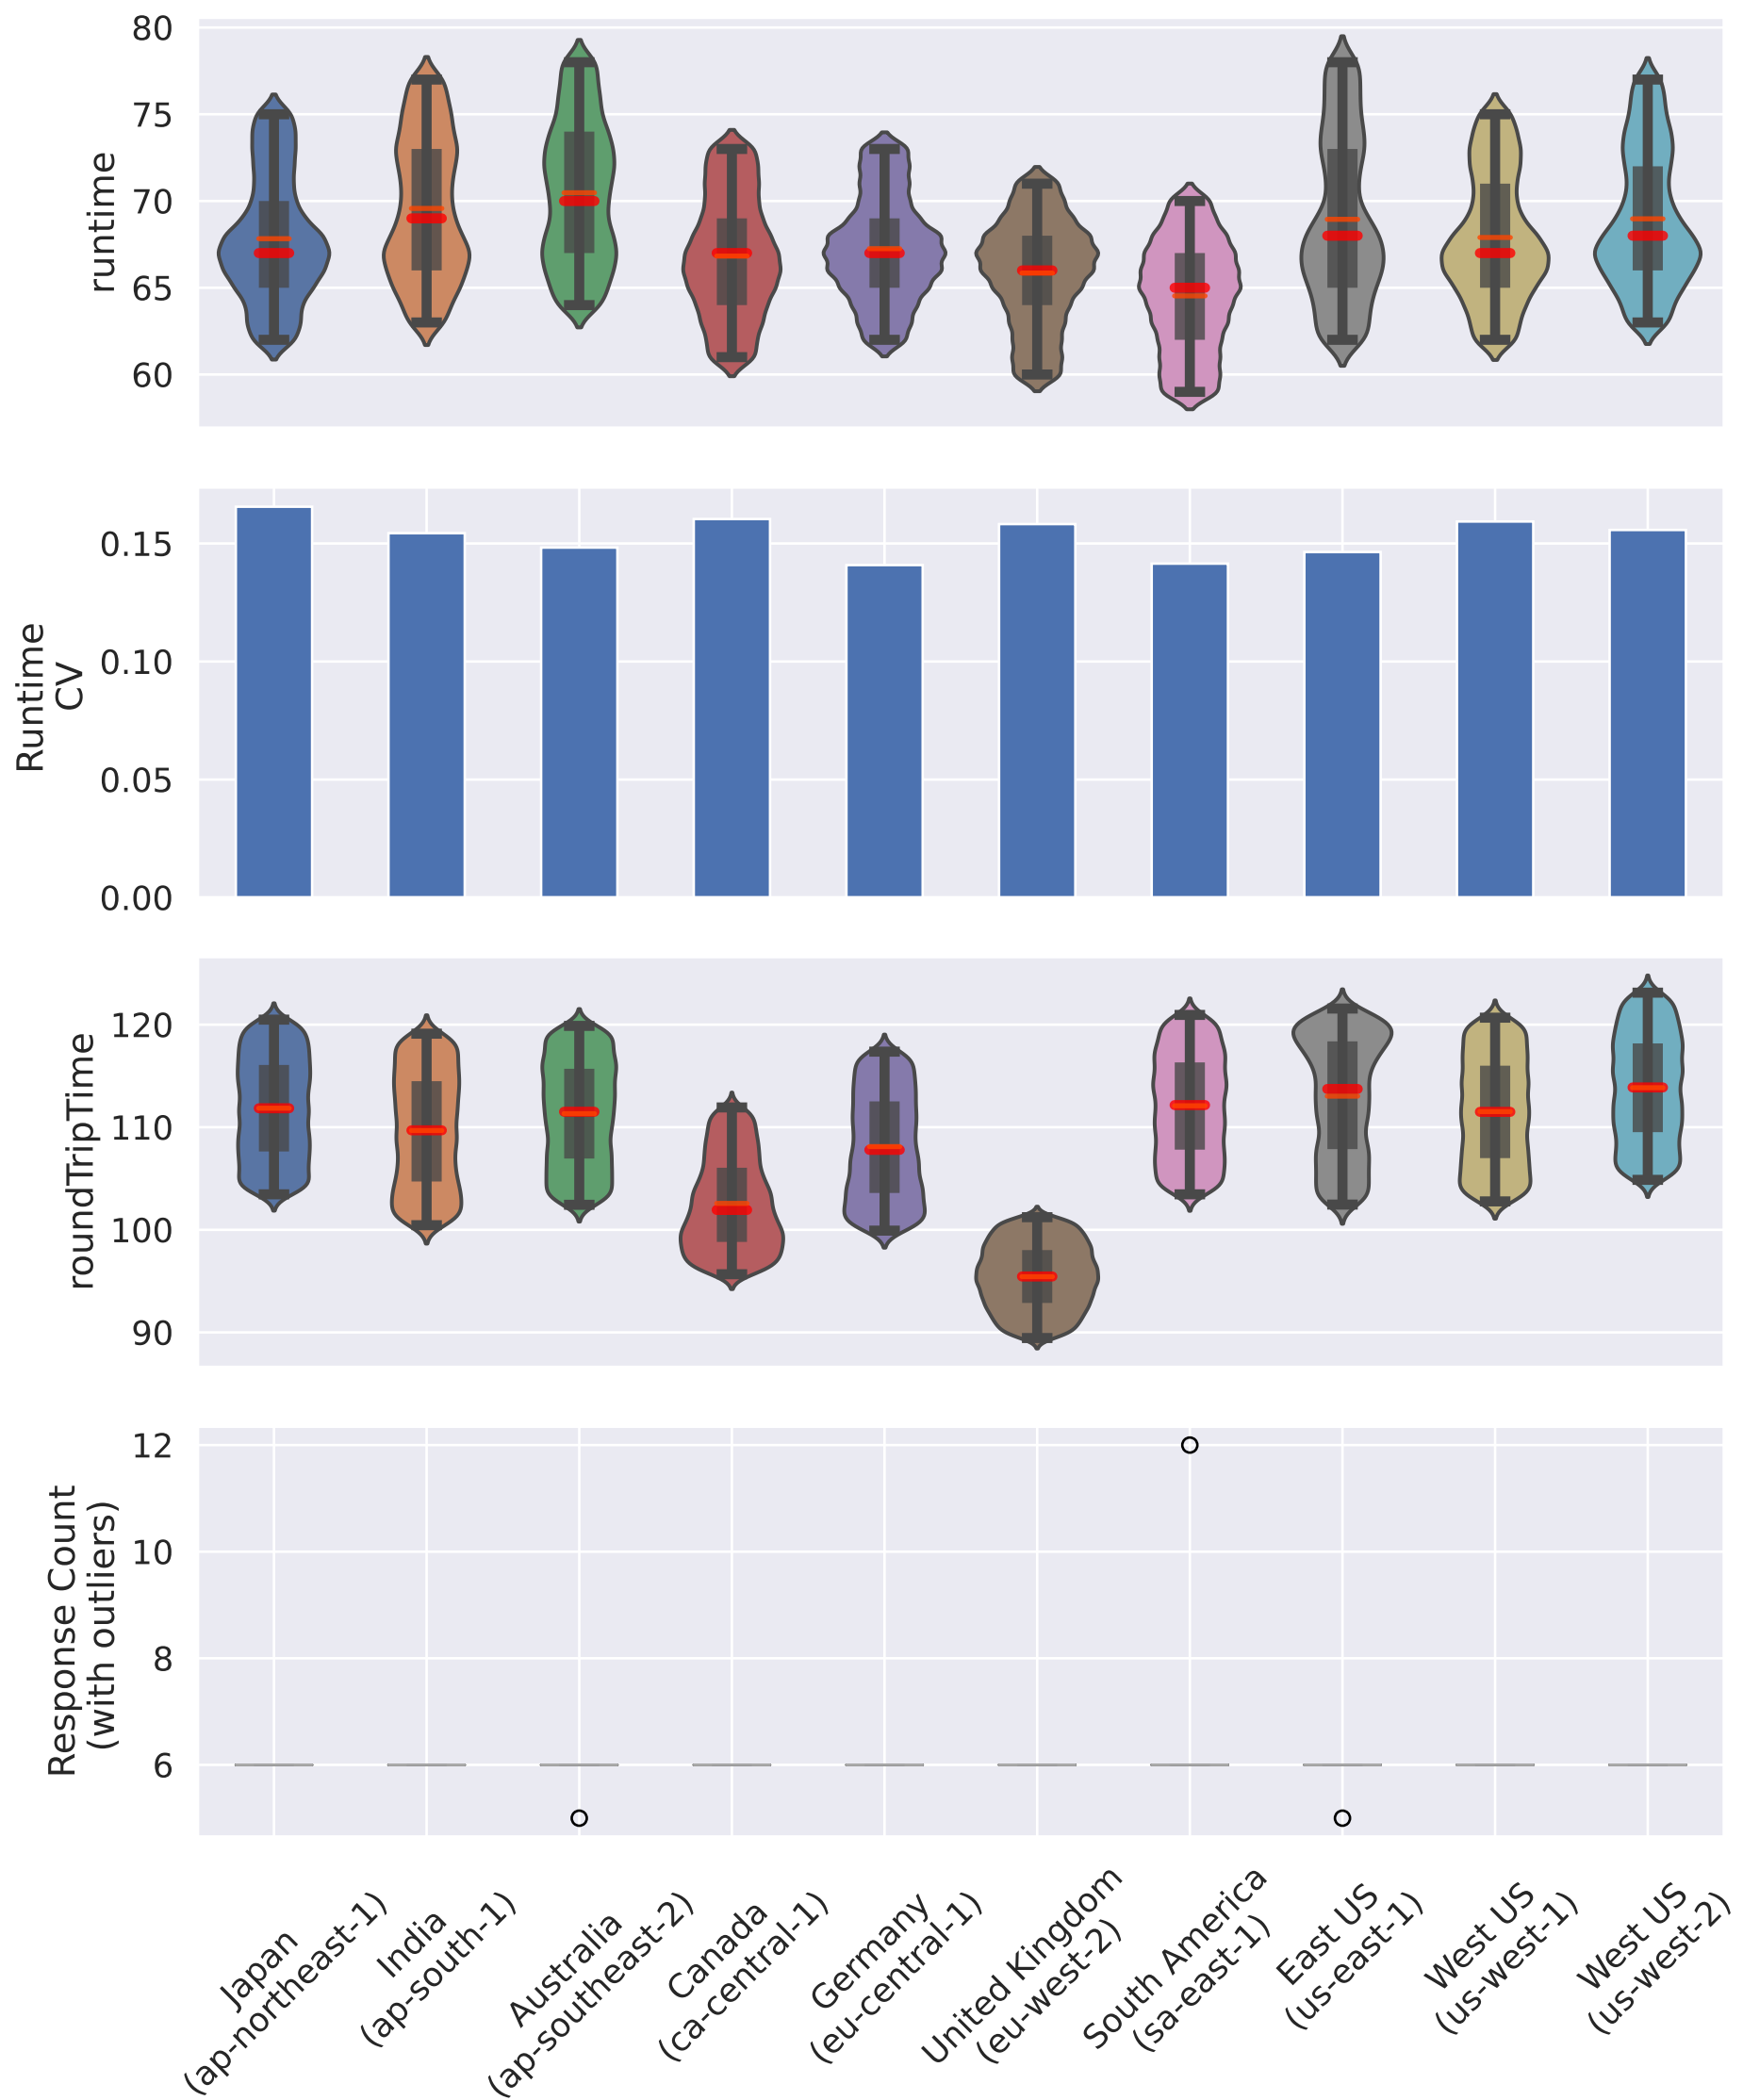 80
75
70
65
60
runtime
0.15
0.10
0.05
0.00
Runtime
CV
120
110
100
90
roundTripTime
12
10
8
6
Response Count
(with outliers)
Japan
(ap-northeast-1)
India
(ap-south-1)
Australia
(ap-southeast-2)
Canada
(ca-central-1)
Germany
(eu-central-1)
United Kingdom
(eu-west-2)
South America
(sa-east-1)
East US
(us-east-1)
West US
(us-west-1)
West US
(us-west-2)